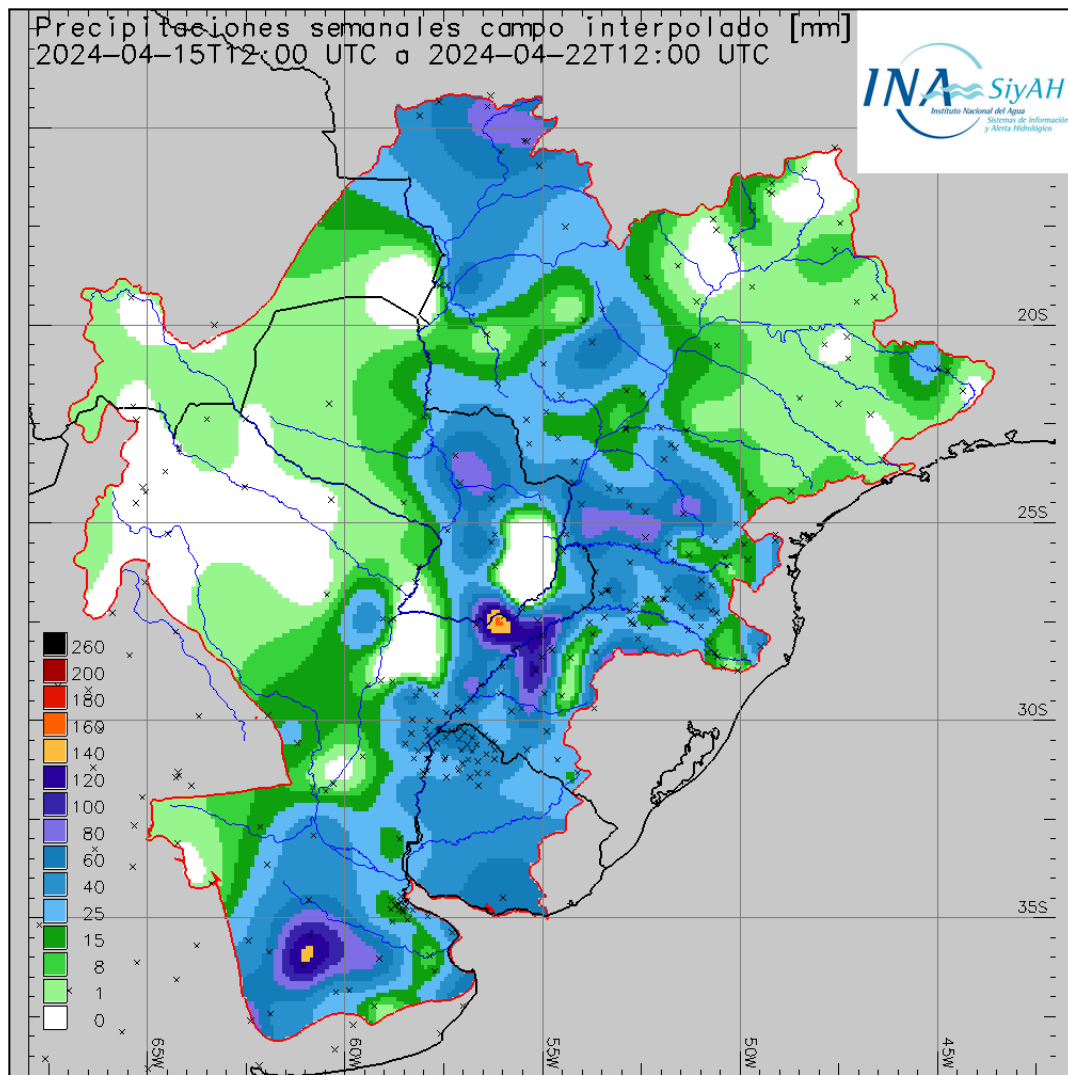 Precipitaciones semanales campo interpolado [mm]
2024-04-15T12:00 UTC a 2024-04-22T12:00 UTC
INA SiyAH
Instituto Nacional del Agua
Sistemas de información
y Alerta Hidrológico
20S
25S
30S
35S
260
200
180
160
140
120
100
80
60
40
25
15
8
1
0
65W
60W
55W
50W
45W